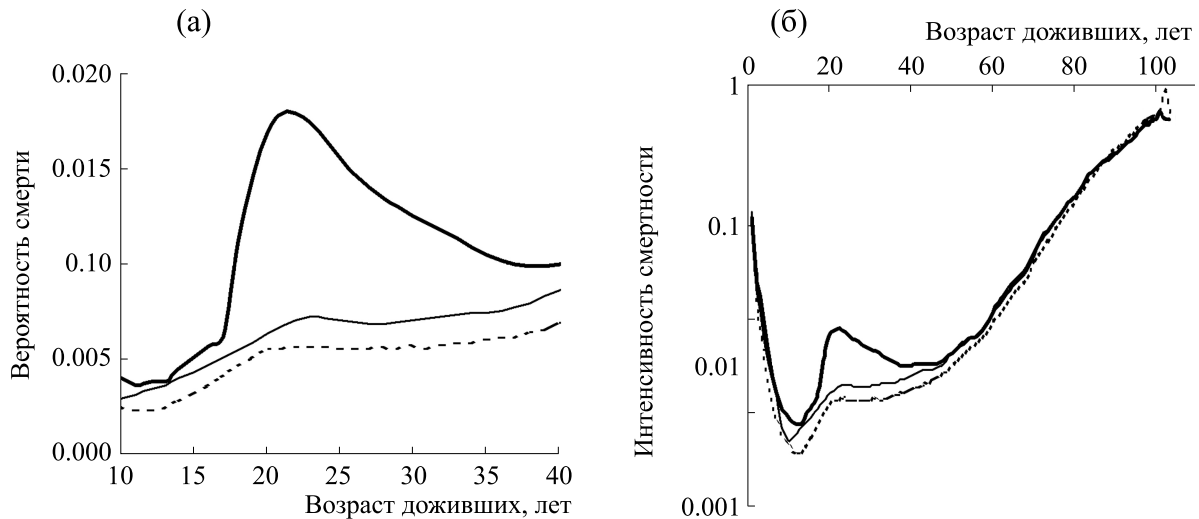 (а)
Вероятность смерти
0.020
0.015
0.10
0.005
0.000
10 15 20 25 30 35 40
Возраст доживших, лет
(б)
Возраст доживших, лет
0 20 40 60 80 100
Интенсивность смертности
1
0.1
0.01
0.001